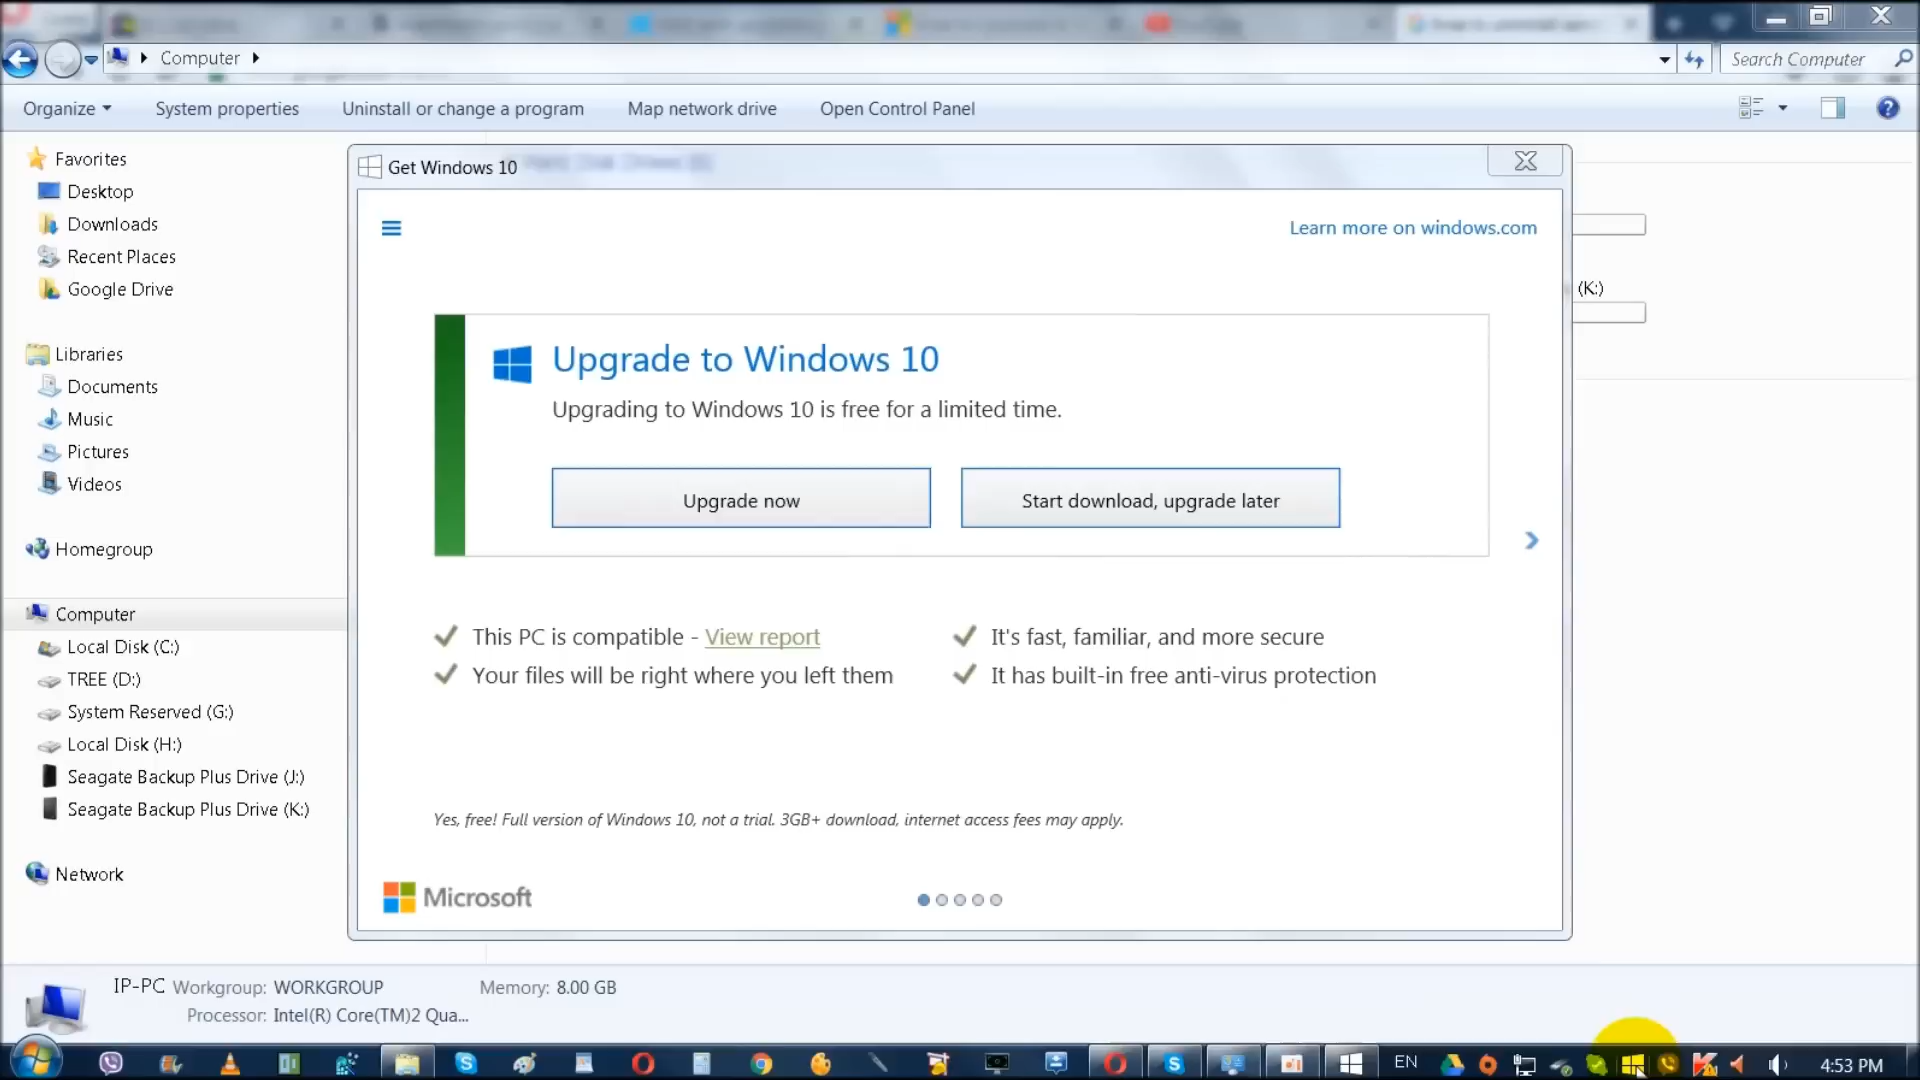 Computer
Search Computer
Organize
System properties
Uninstall or change a program
Map network drive
Open Control Panel
Favorites
Desktop
Downloads
Recent Places
Google Drive
Libraries
Documents
Music
Pictures
Videos
Homegroup
Computer
Local Disk (C:)
TREE (D:)
System Reserved (G:)
Local Disk (H:)
Seagate Backup Plus Drive (J:)
Seagate Backup Plus Drive (K:)
Network
Get Windows 10
Learn more on windows.com
(K:)
Upgrade to Windows 10
Upgrading to Windows 10 is free for a limited time.
Upgrade now
Start download, upgrade later
This PC is compatible - View report
It's fast, familiar, and more secure
Your files will be right where you left them
It has built-in free anti-virus protection
Yes, free! Full version of Windows 10, not a trial. 3GB+ download, internet access fees may apply.
Microsoft
IP-PC Workgroup: WORKGROUP Memory: 8.00 GB
Processor: Intel(R) Core(TM)2 Qua...
EN
4:53 PM